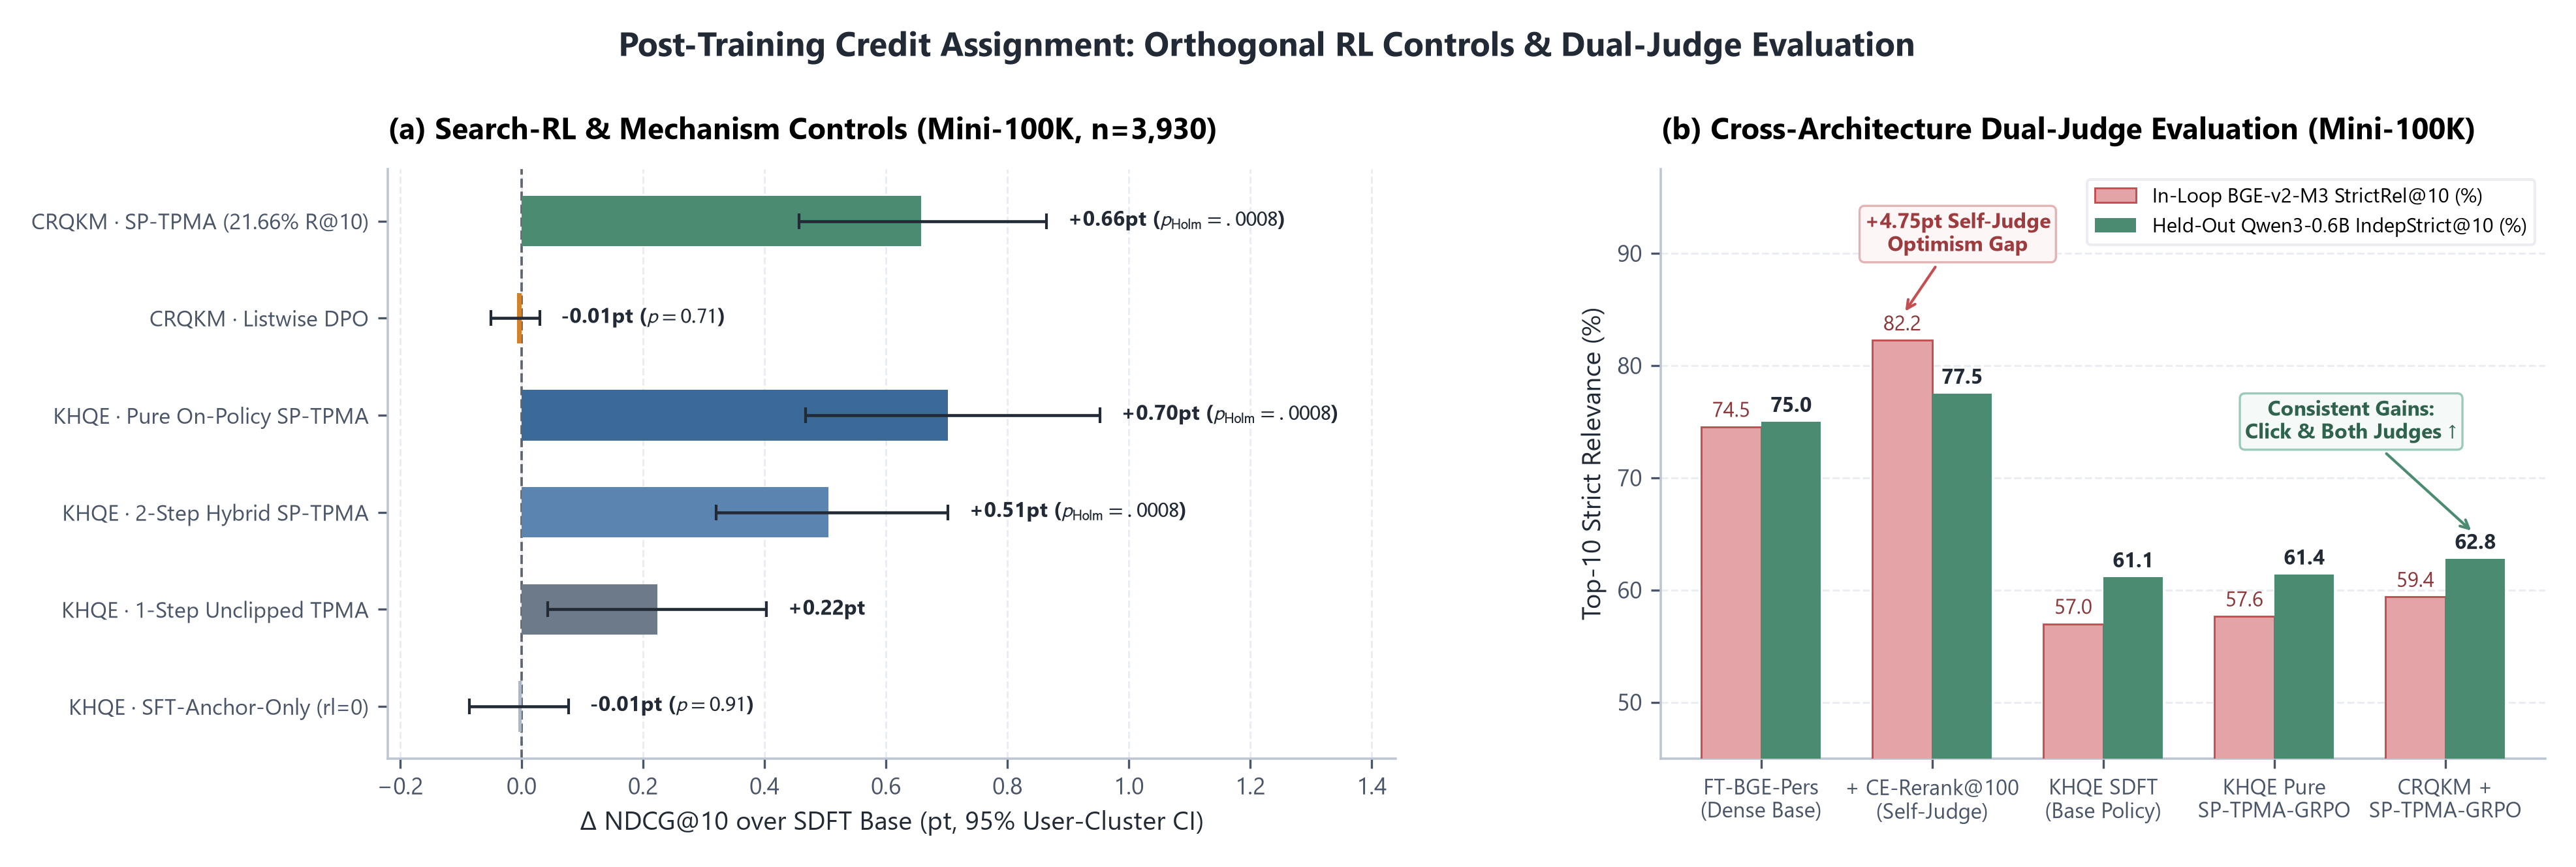 Post-Training Credit Assignment: Orthogonal RL Controls & Dual-Judge Evaluation
(a) Search-RL & Mechanism Controls (Mini-100K, n=3,930)
CRQKM · SP-TPMA (21.66% R@10)
+0.66pt (pHolm = .0008)
CRQKM · Listwise DPO
-0.01pt (p = 0.71)
KHQE · Pure On-Policy SP-TPMA
+0.70pt (pHolm = .0008)
KHQE · 2-Step Hybrid SP-TPMA
+0.51pt (pHolm = .0008)
KHQE · 1-Step Unclipped TPMA
+0.22pt
KHQE · SFT-Anchor-Only (rl=0)
-0.01pt (p = 0.91)
−0.2 0.0 0.2 0.4 0.6 0.8 1.0 1.2 1.4
Δ NDCG@10 over SDFT Base (pt, 95% User-Cluster CI)
(b) Cross-Architecture Dual-Judge Evaluation (Mini-100K)
In-Loop BGE-v2-M3 StrictRel@10 (%)
Held-Out Qwen3-0.6B IndepStrict@10 (%)
+4.75pt Self-Judge
Optimism Gap
Consistent Gains:
Click & Both Judges ↑
Top-10 Strict Relevance (%)
90
80
70
60
50
74.5 75.0
82.2 77.5
57.0 61.1
57.6 61.4
59.4 62.8
FT-BGE-Pers
(Dense Base)
+ CE-Rerank@100
(Self-Judge)
KHQE SDFT
(Base Policy)
KHQE Pure
SP-TPMA-GRPO
CRQKM +
SP-TPMA-GRPO